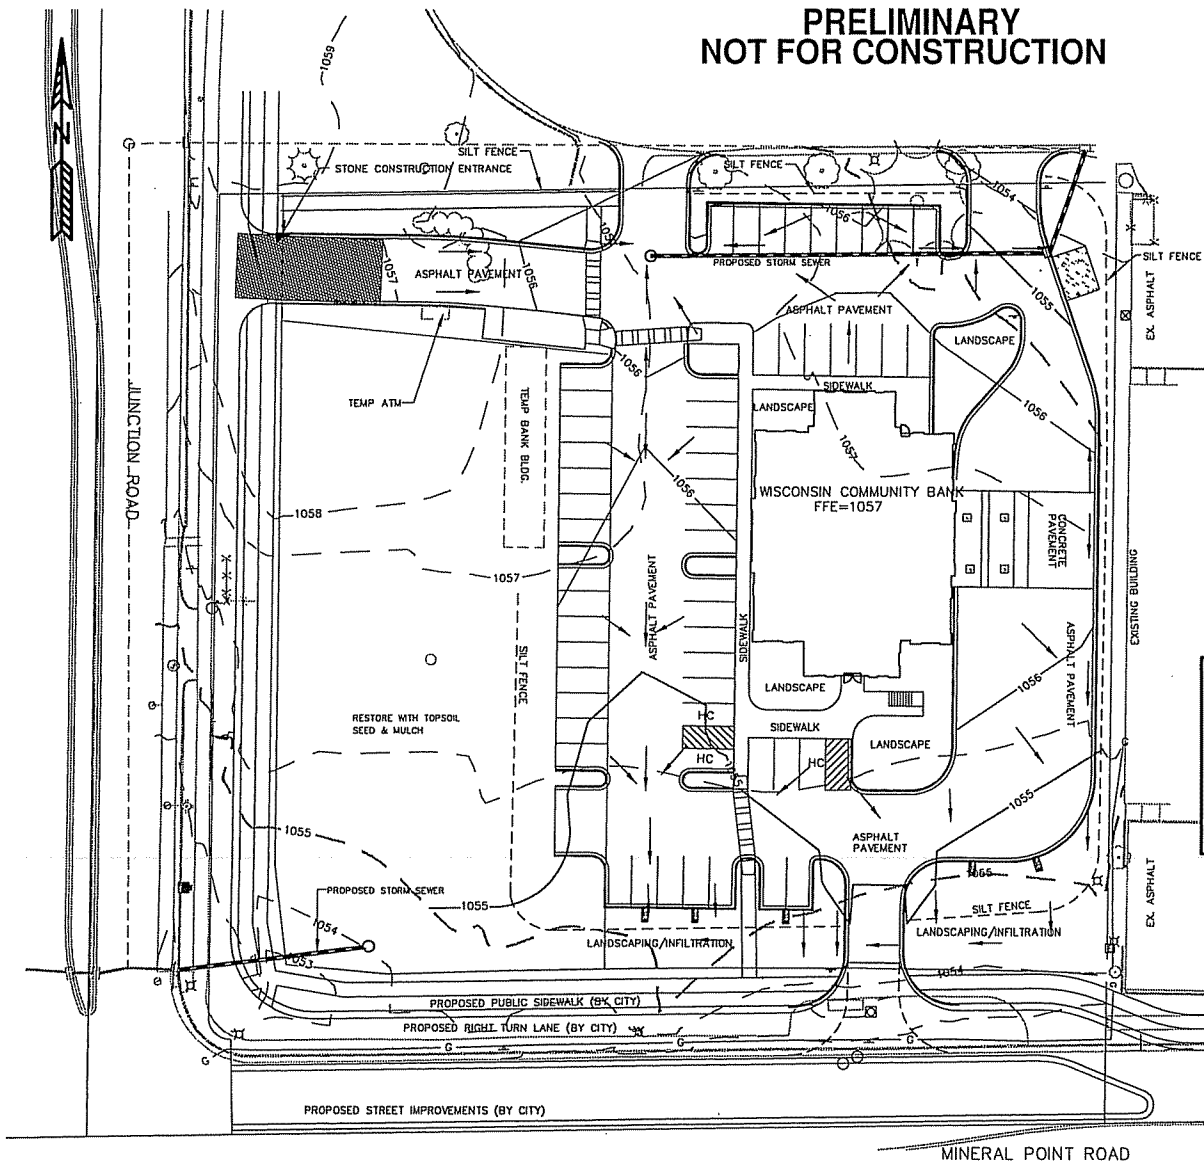 PRELIMINARY
NOT FOR CONSTRUCTION
1059
N
SILT FENCE
STONE CONSTRUCTION ENTRANCE
SILT FENCE
1054
1056
PROPOSED STORM SEWER
SILT FENCE
EX. ASPHALT
1057
ASPHALT PAVEMENT
1056
1055
ASPHALT PAVEMENT
LANDSCAPE
1056
TEMP ATM
TEMP BANK BLDG.
SIDEWALK
LANDSCAPE
1056
JUNCTION ROAD
1057
1056
WISCONSIN COMMUNITY BANK
FFE=1057
1058
CONCRETE
PAVEMENT
1057
ASPHALT PAVEMENT
EXISTING BUILDING
SIDEWALK
SILT FENCE
ASPHALT PAVEMENT
1056
LANDSCAPE
RESTORE WITH TOPSOIL
SEED & MULCH
HC
SIDEWALK
LANDSCAPE
HC
HC
1055
1055
ASPHALT
PAVEMENT
1055
PROPOSED STORM SEWER
1055
SILT FENCE
EX. ASPHALT
1054
LANDSCAPING/INFILTRATION
LANDSCAPING/INFILTRATION
1053
1054
PROPOSED PUBLIC SIDEWALK (BY CITY)
PROPOSED RIGHT TURN LANE (BY CITY)
G
G
G
G
G
G
PROPOSED STREET IMPROVEMENTS (BY CITY)
MINERAL POINT ROAD